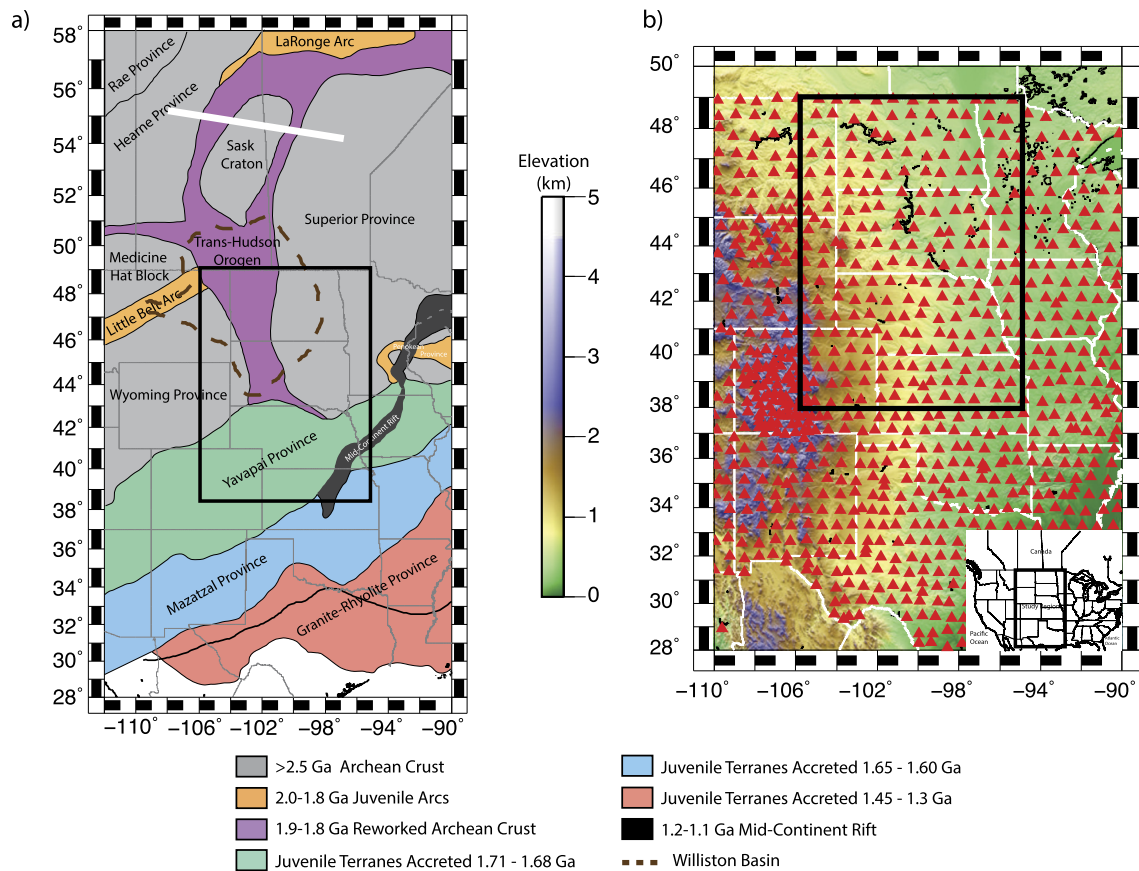 a)
58°
56°
54°
52°
50°
48°
46°
44°
42°
40°
36°
34°
32°
30°
28°
−110°
−106°
−102°
−98°
−94°
−90°
Rae Province
LaRonge Arc
Hearne Province
Sask
Craton
Superior Province
Trans-Hudson
Orogen
Medicine
Hat Block
Little Belt Arc
Penokean
Province
Wyoming Province
Mid-Continent Rift
Yavapai Province
Mazatzal Province
Granite-Rhyolite Province
Elevation
(km)
5
4
3
2
1
0
b)
50°
48°
46°
44°
42°
40°
38°
36°
34°
32°
30°
28°
−110°
−106°
−102°
−98°
−94°
−90°
Canada
Study Region
Pacific
Ocean
Atlantic
Ocean
>2.5 Ga Archean Crust
2.0-1.8 Ga Juvenile Arcs
1.9-1.8 Ga Reworked Archean Crust
Juvenile Terranes Accreted 1.71 - 1.68 Ga
Juvenile Terranes Accreted 1.65 - 1.60 Ga
Juvenile Terranes Accreted 1.45 - 1.3 Ga
1.2-1.1 Ga Mid-Continent Rift
Williston Basin